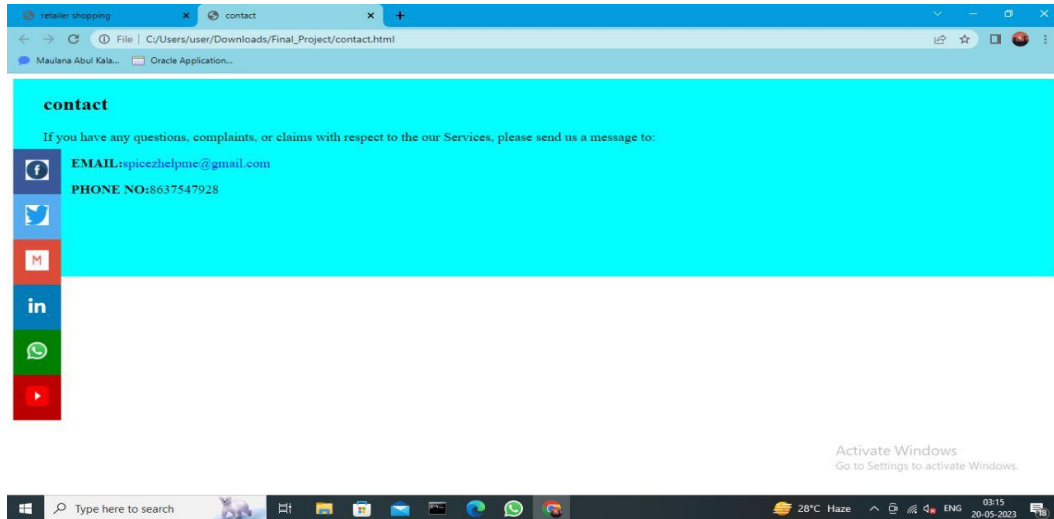 retailer shopping
contact
File | C:/Users/user/Downloads/Final_Project/contact.html
Maulana Abul Kala...
Oracle Application...
contact
If you have any questions, complaints, or claims with respect to the our Services, please send us a message to:
EMAIL:spicezhelpme@gmail.com
PHONE NO:8637547928
f
M
in
Activate Windows
Go to Settings to activate Windows.
Type here to search
28°C Haze
ENG
03:15
20-05-2023
18